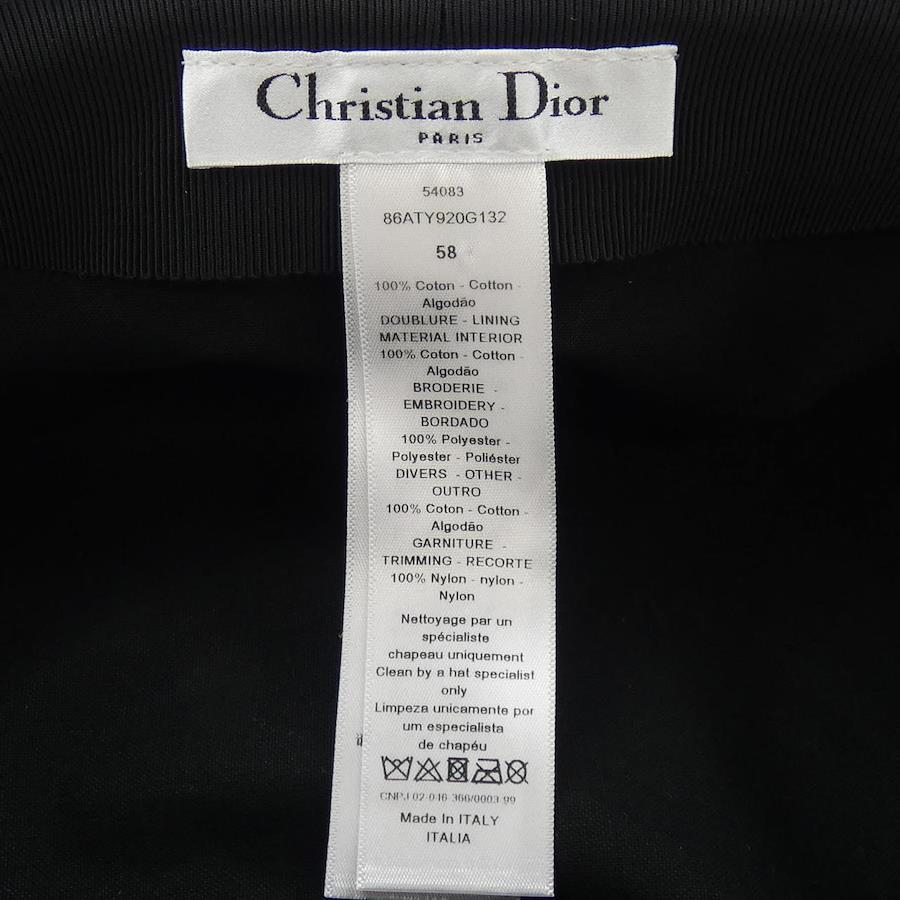 Christian Dior
PARIS
54083
86ATY920G132
58
100% Coton - Cotton -
Algodão
DOUBLURE - LINING
MATERIAL INTERIOR
100% Coton - Cotton -
Algodão
BRODERIE -
EMBROIDERY -
BORDADO
100% Polyester -
Polyester - Poliéster
DIVERS - OTHER -
OUTRO
100% Coton - Cotton -
Algodão
GARNITURE -
TRIMMING - RECORTE
100% Nylon - nylon -
Nylon
Nettoyage par un
spécialiste
chapeau uniquement
Clean by a hat specialist
only
Limpeza unicamente por
um especialista
de chapéu
CNPJ 02-046-366/0003-99
Made In ITALY
ITALIA